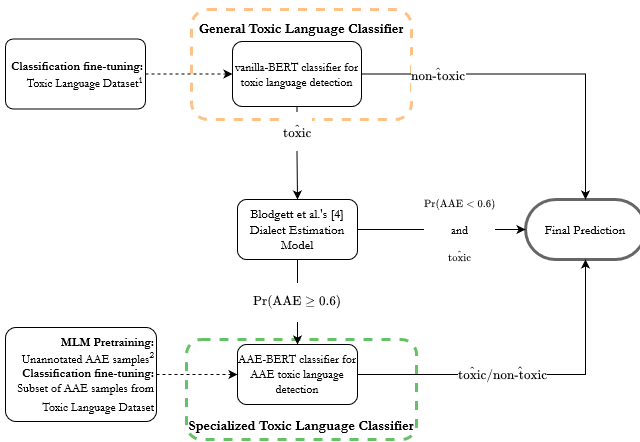 General Toxic Language Classifier
Classification fine-tuning:
Toxic Language Dataset¹
vanilla-BERT classifier for
toxic language detection
non-tôxic
tôxic
Blodgett et al.'s [4]
Dialect Estimation
Model
Pr(AAE < 0.6)
and
tôxic
Final Prediction
Pr(AAE ≥ 0.6)
MLM Pretraining:
Unannotated AAE samples²
Classification fine-tuning:
Subset of AAE samples from
Toxic Language Dataset
AAE-BERT classifier for
AAE toxic language
detection
tôxic/non-tôxic
Specialized Toxic Language Classifier